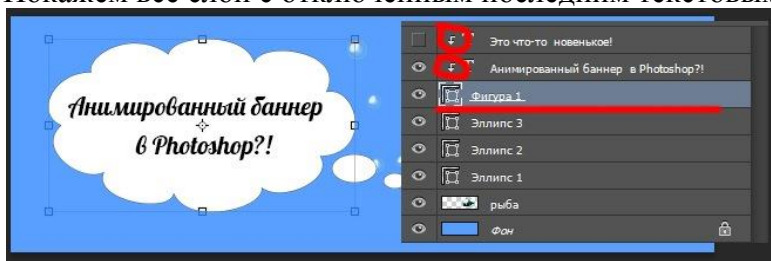 Покажем все слои с отключенным последним текстовым
Анимированный баннер
в Photoshop?!
Это что-то новенькое!
Анимированный баннер в Photoshop?!
Фигура 1
Эллипс 3
Эллипс 2
Эллипс 1
рыба
Фон